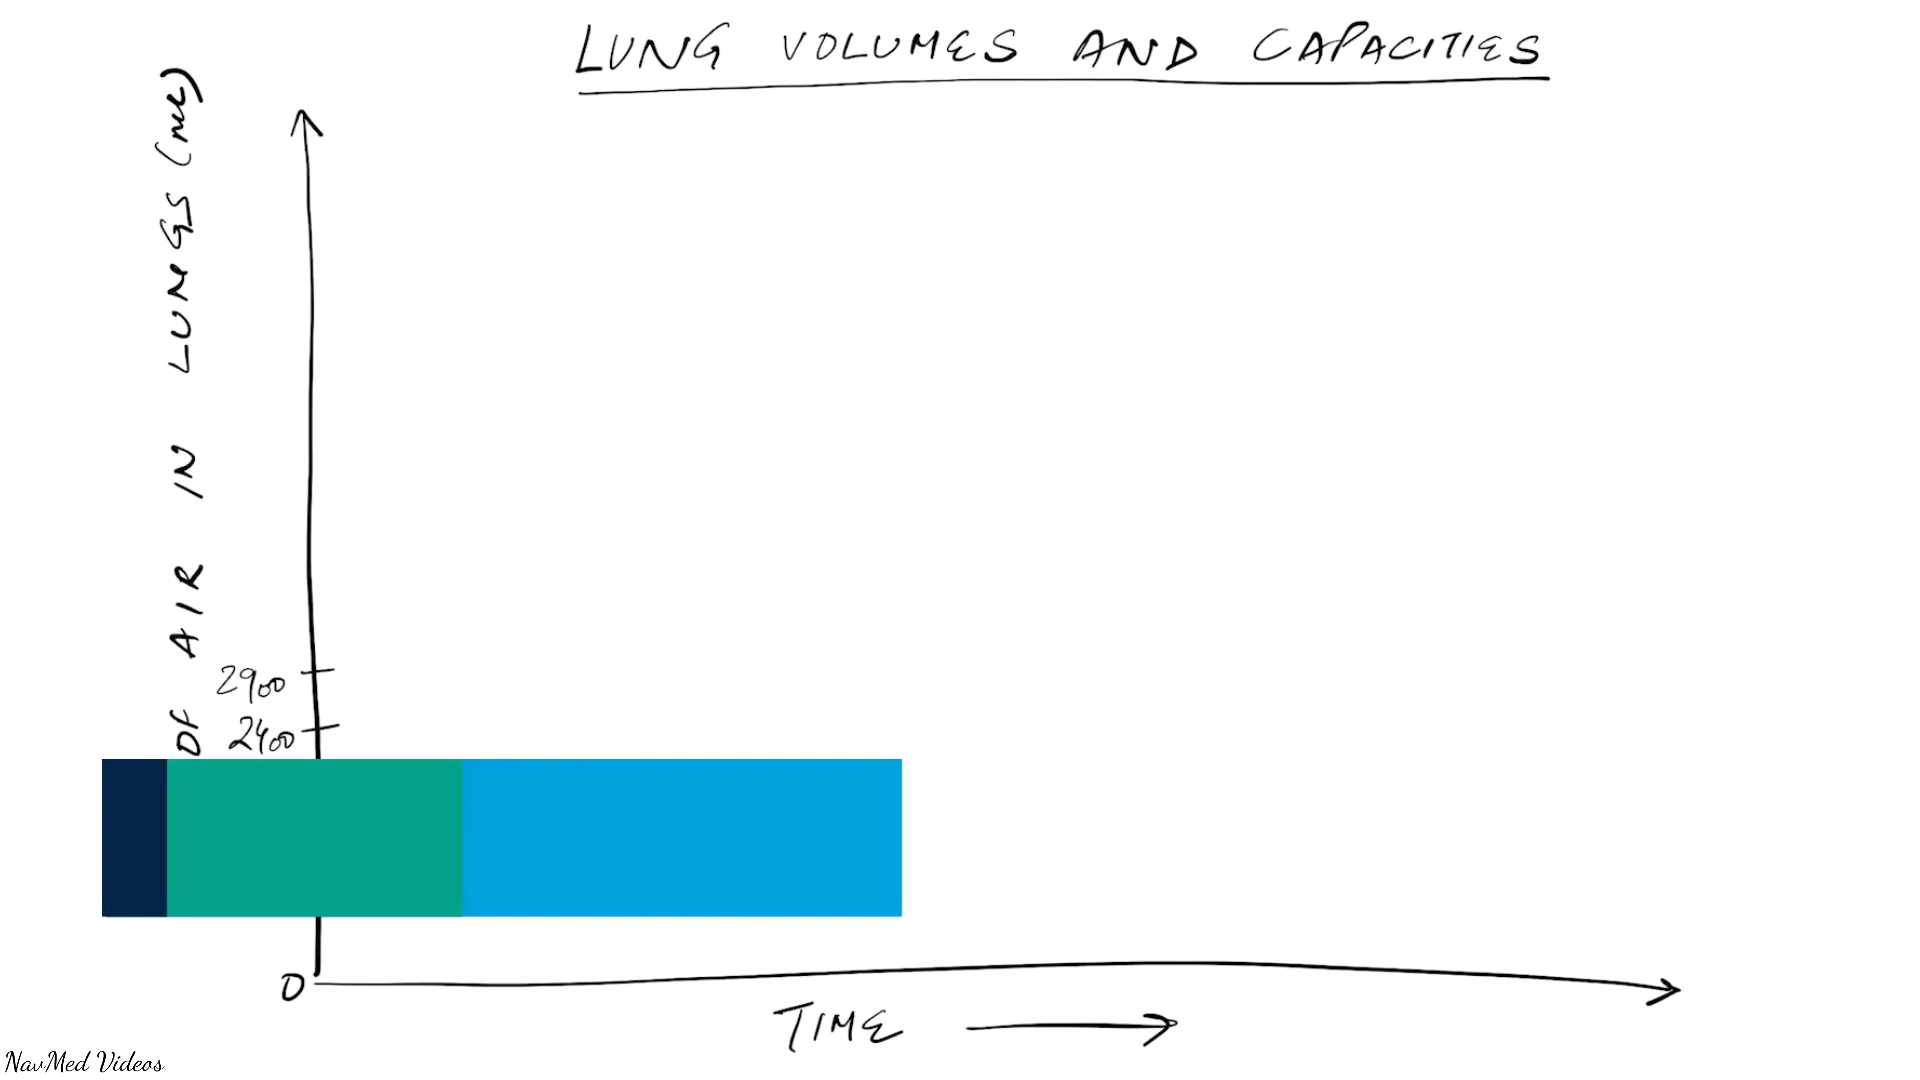 LUNG VOLUMES AND CAPACITIES
OF AIR IN LUNGS (ml)
2900
2400
0
TIME
NavMed Videos